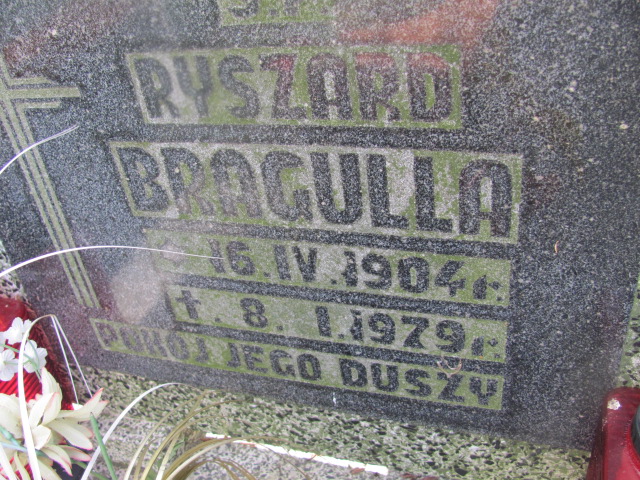 RYSZARD
BRAGULLA
* 16. IV. 1904 r.
+. 8. I. 1979 r.
POKÓJ JEGO DUSZY